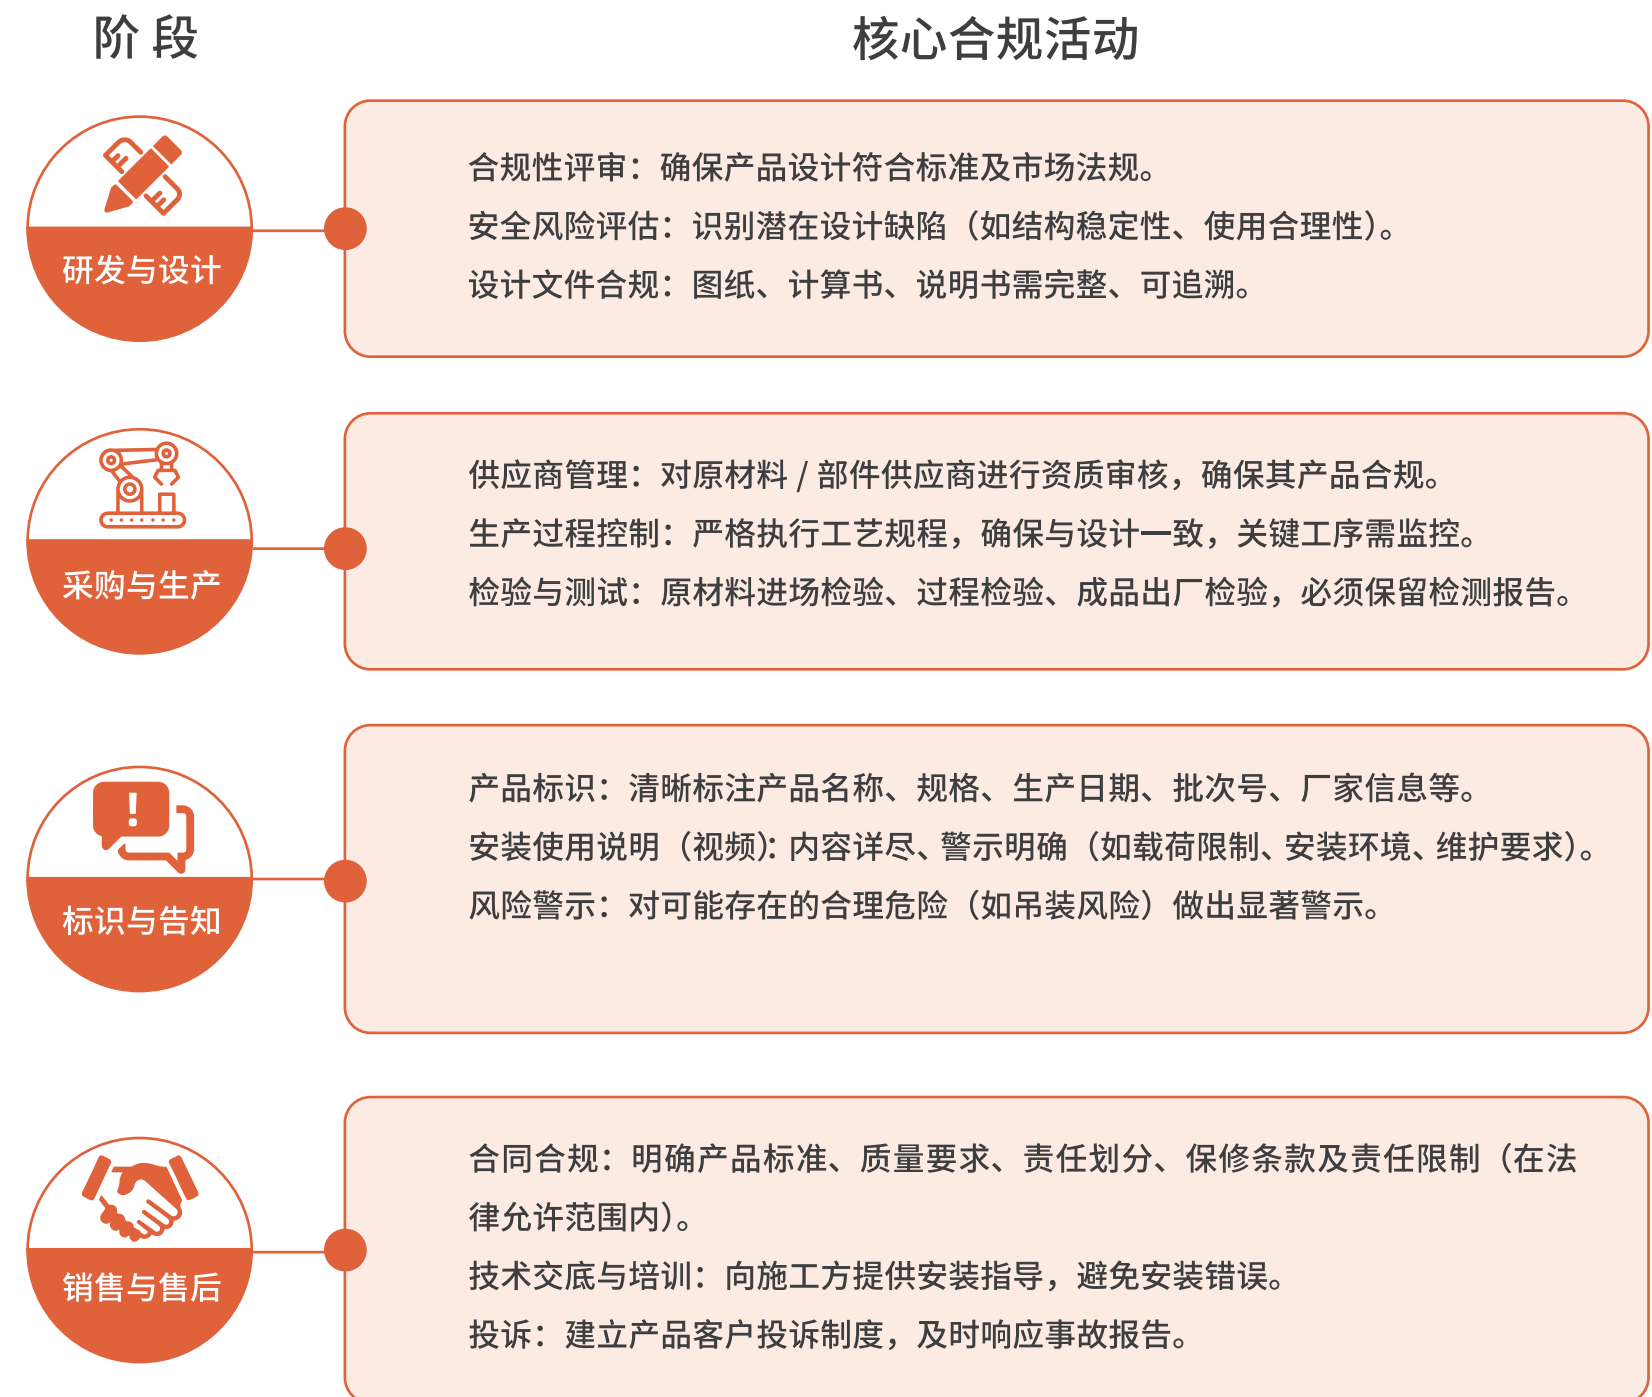 阶 段
核心合规活动
研发与设计
合规性评审：确保产品设计符合标准及市场法规。
安全风险评估：识别潜在设计缺陷（如结构稳定性、使用合理性）。
设计文件合规：图纸、计算书、说明书需完整、可追溯。
采购与生产
供应商管理：对原材料 / 部件供应商进行资质审核，确保其产品合规。
生产过程控制：严格执行工艺规程，确保与设计一致，关键工序需监控。
检验与测试：原材料进场检验、过程检验、成品出厂检验，必须保留检测报告。
标识与告知
产品标识：清晰标注产品名称、规格、生产日期、批次号、厂家信息等。
安装使用说明（视频）：内容详尽、警示明确（如载荷限制、安装环境、维护要求）。
风险警示：对可能存在的合理危险（如吊装风险）做出显著警示。
销售与售后
合同合规：明确产品标准、质量要求、责任划分、保修条款及责任限制（在法
律允许范围内）。
技术交底与培训：向施工方提供安装指导，避免安装错误。
投诉：建立产品客户投诉制度，及时响应事故报告。